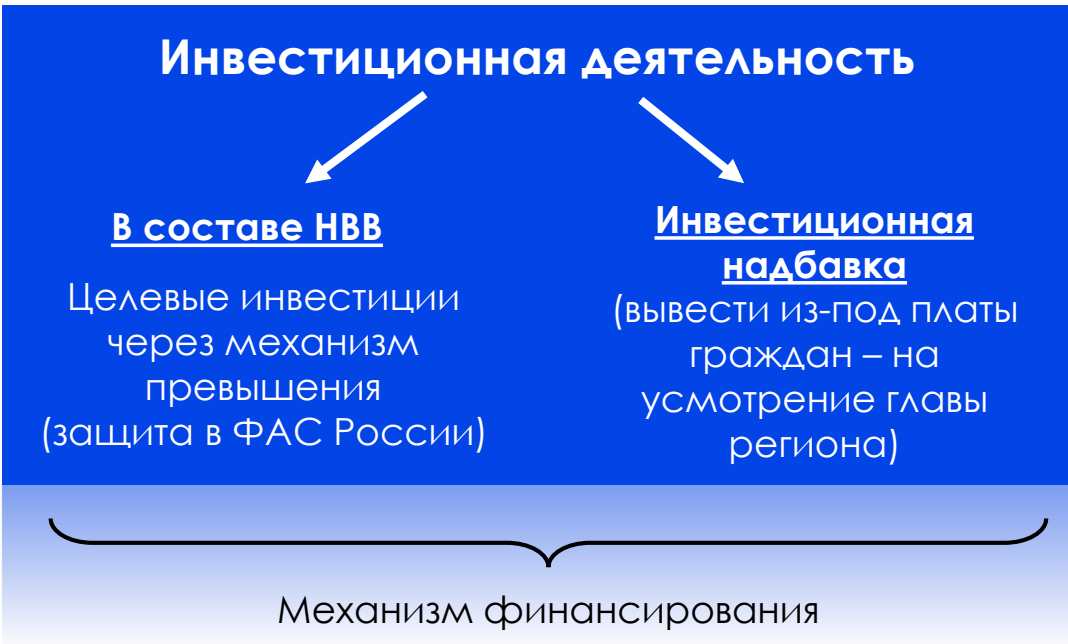 Инвестиционная деятельность
В составе НВВ
Целевые инвестиции
через механизм
превышения
(защита в ФАС России)
Инвестиционная
надбавка
(вывести из-под платы
граждан – на
усмотрение главы
региона)
Механизм финансирования